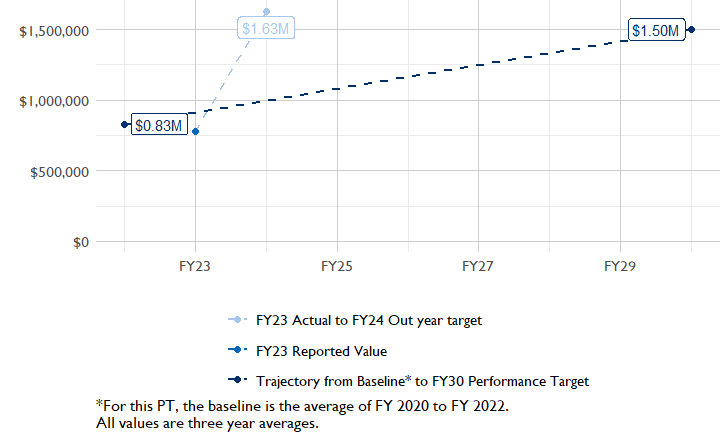 $1,500,000
$1.63M
$1.50M
$1,000,000
$0.83M
$500,000
$0
FY23 FY25 FY27 FY29
FY23 Actual to FY24 Out year target
FY23 Reported Value
Trajectory from Baseline* to FY30 Performance Target
*For this PT, the baseline is the average of FY 2020 to FY 2022.
All values are three year averages.